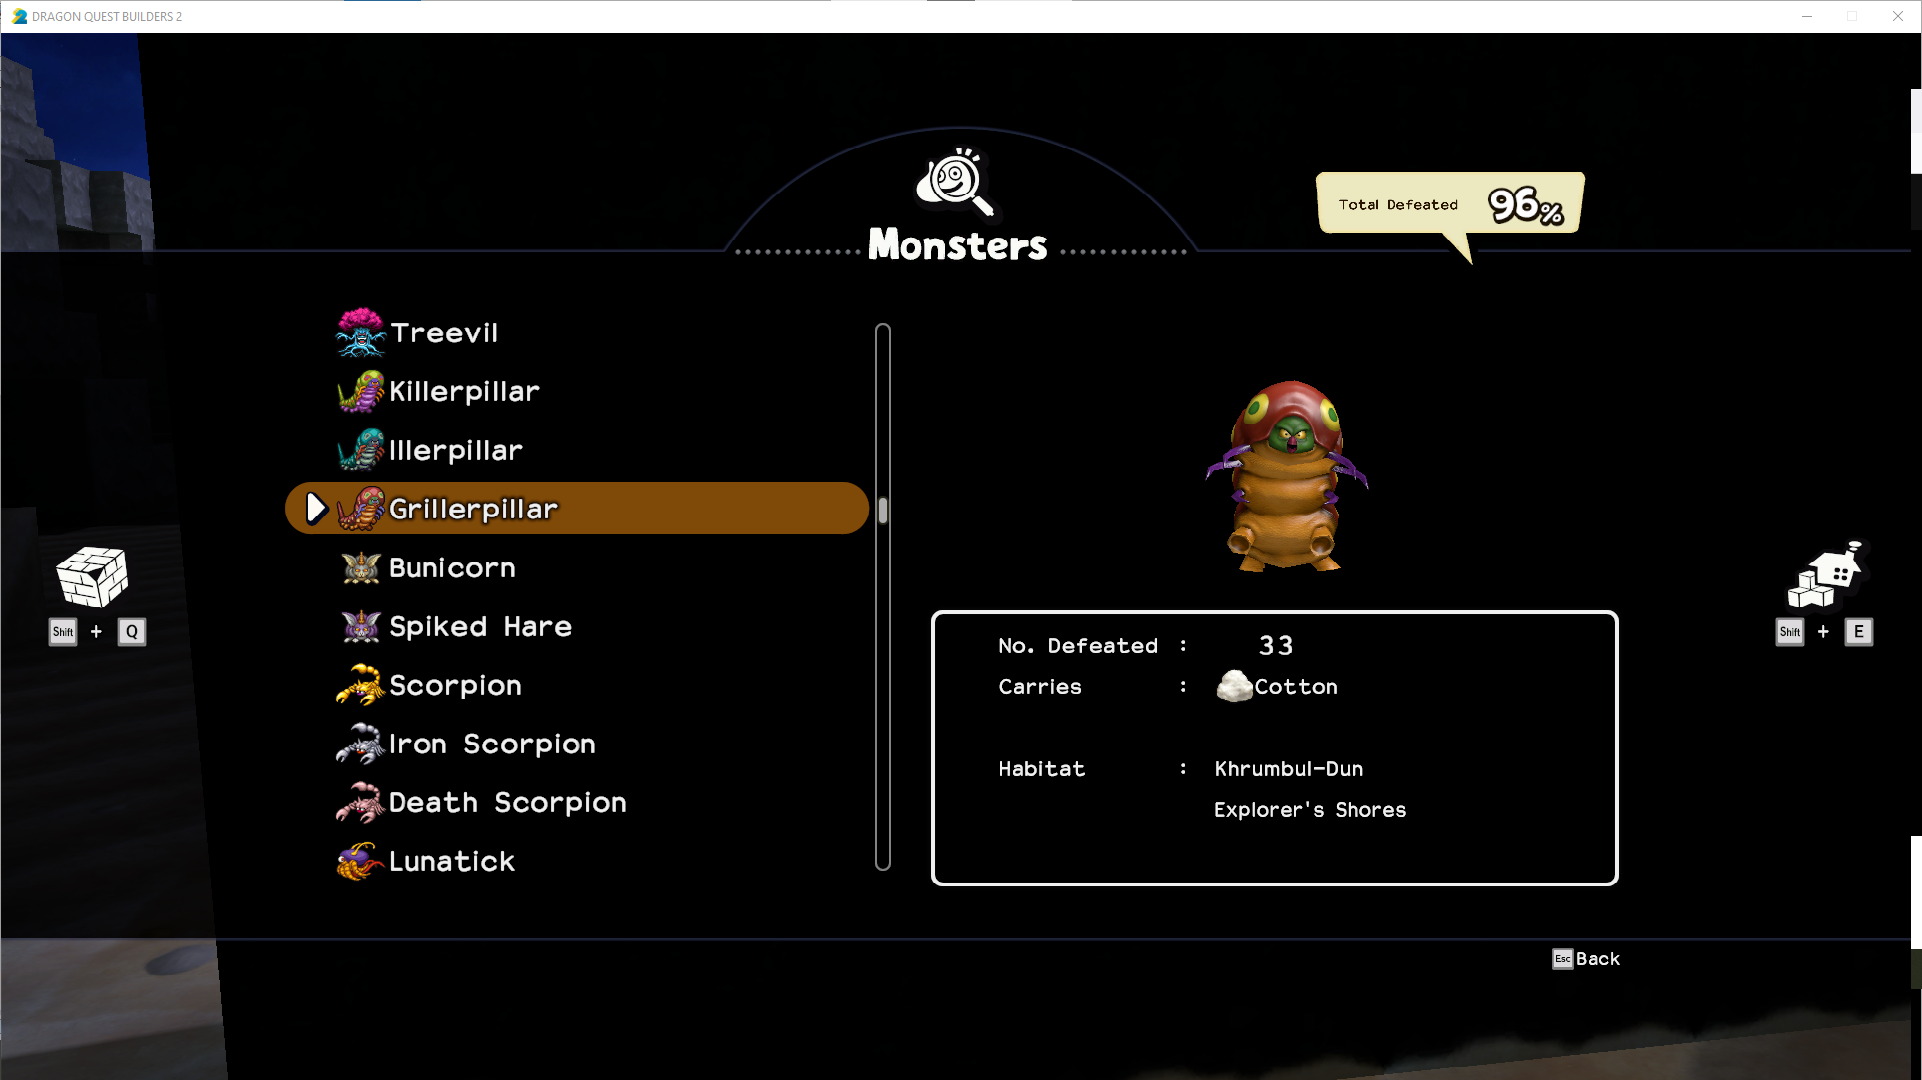 DRAGON QUEST BUILDERS 2
Total Defeated 96%
Monsters
Treevil
Killerpillar
Illerpillar
Grillerpillar
Bunicorn
Spiked Hare
Scorpion
Iron Scorpion
Death Scorpion
Lunatick
No. Defeated : 33
Carries : Cotton
Habitat : Khrumbul-Dun
Explorer's Shores
Shift + Q
Shift + E
Esc Back